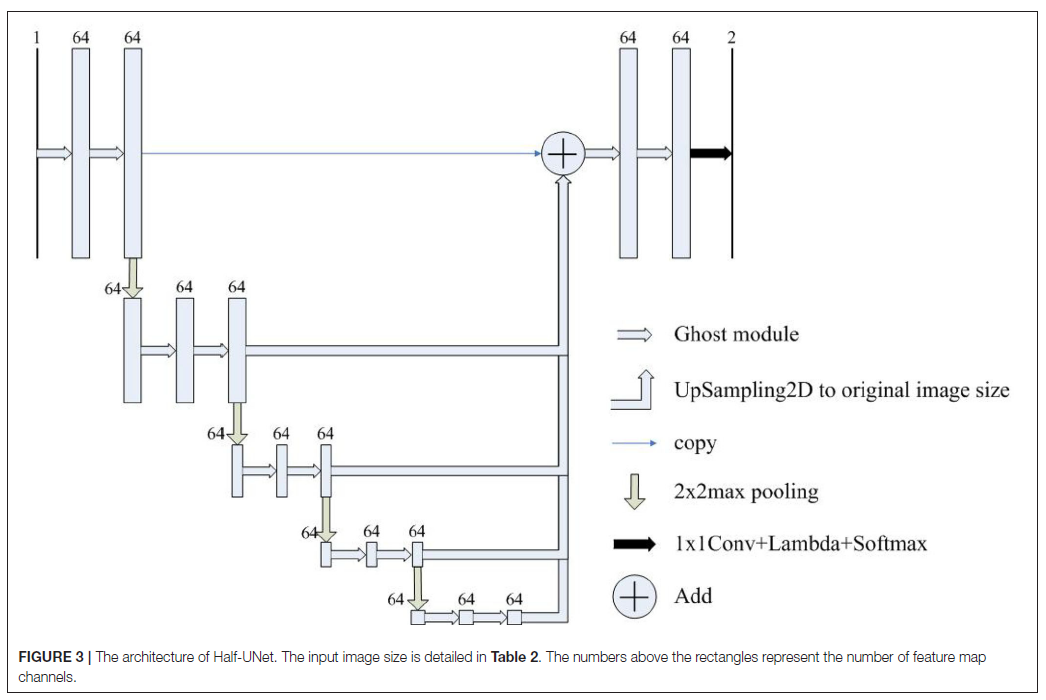 1 64 64 64 64 2
64 64 64
64 64 64
64 64 64
64 64 64
Ghost module
UpSampling2D to original image size
copy
2x2max pooling
1x1Conv+Lambda+Softmax
Add
FIGURE 3 | The architecture of Half-UNet. The input image size is detailed in Table 2. The numbers above the rectangles represent the number of feature map
channels.